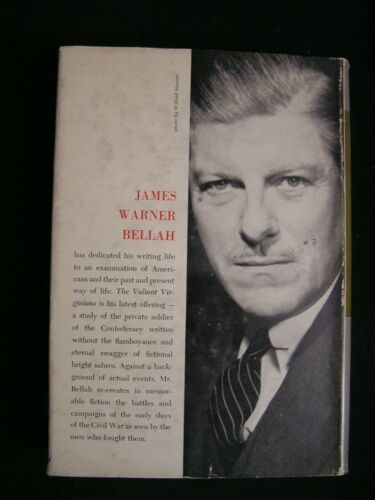 photo by Willard Stewart
JAMES
WARNER
BELLAH
has dedicated his writing life
to an examination of Ameri-
cans and their past and present
way of life. The Valiant Vir-
ginians is his latest offering —
a study of the private soldier
of the Confederacy written
without the flamboyance and
eternal swagger of fictional
bright sabres. Against a back-
ground of actual events, Mr.
Bellah re-creates in memor-
able fiction the battles and
campaigns of the early days
of the Civil War as seen by the
men who fought them.